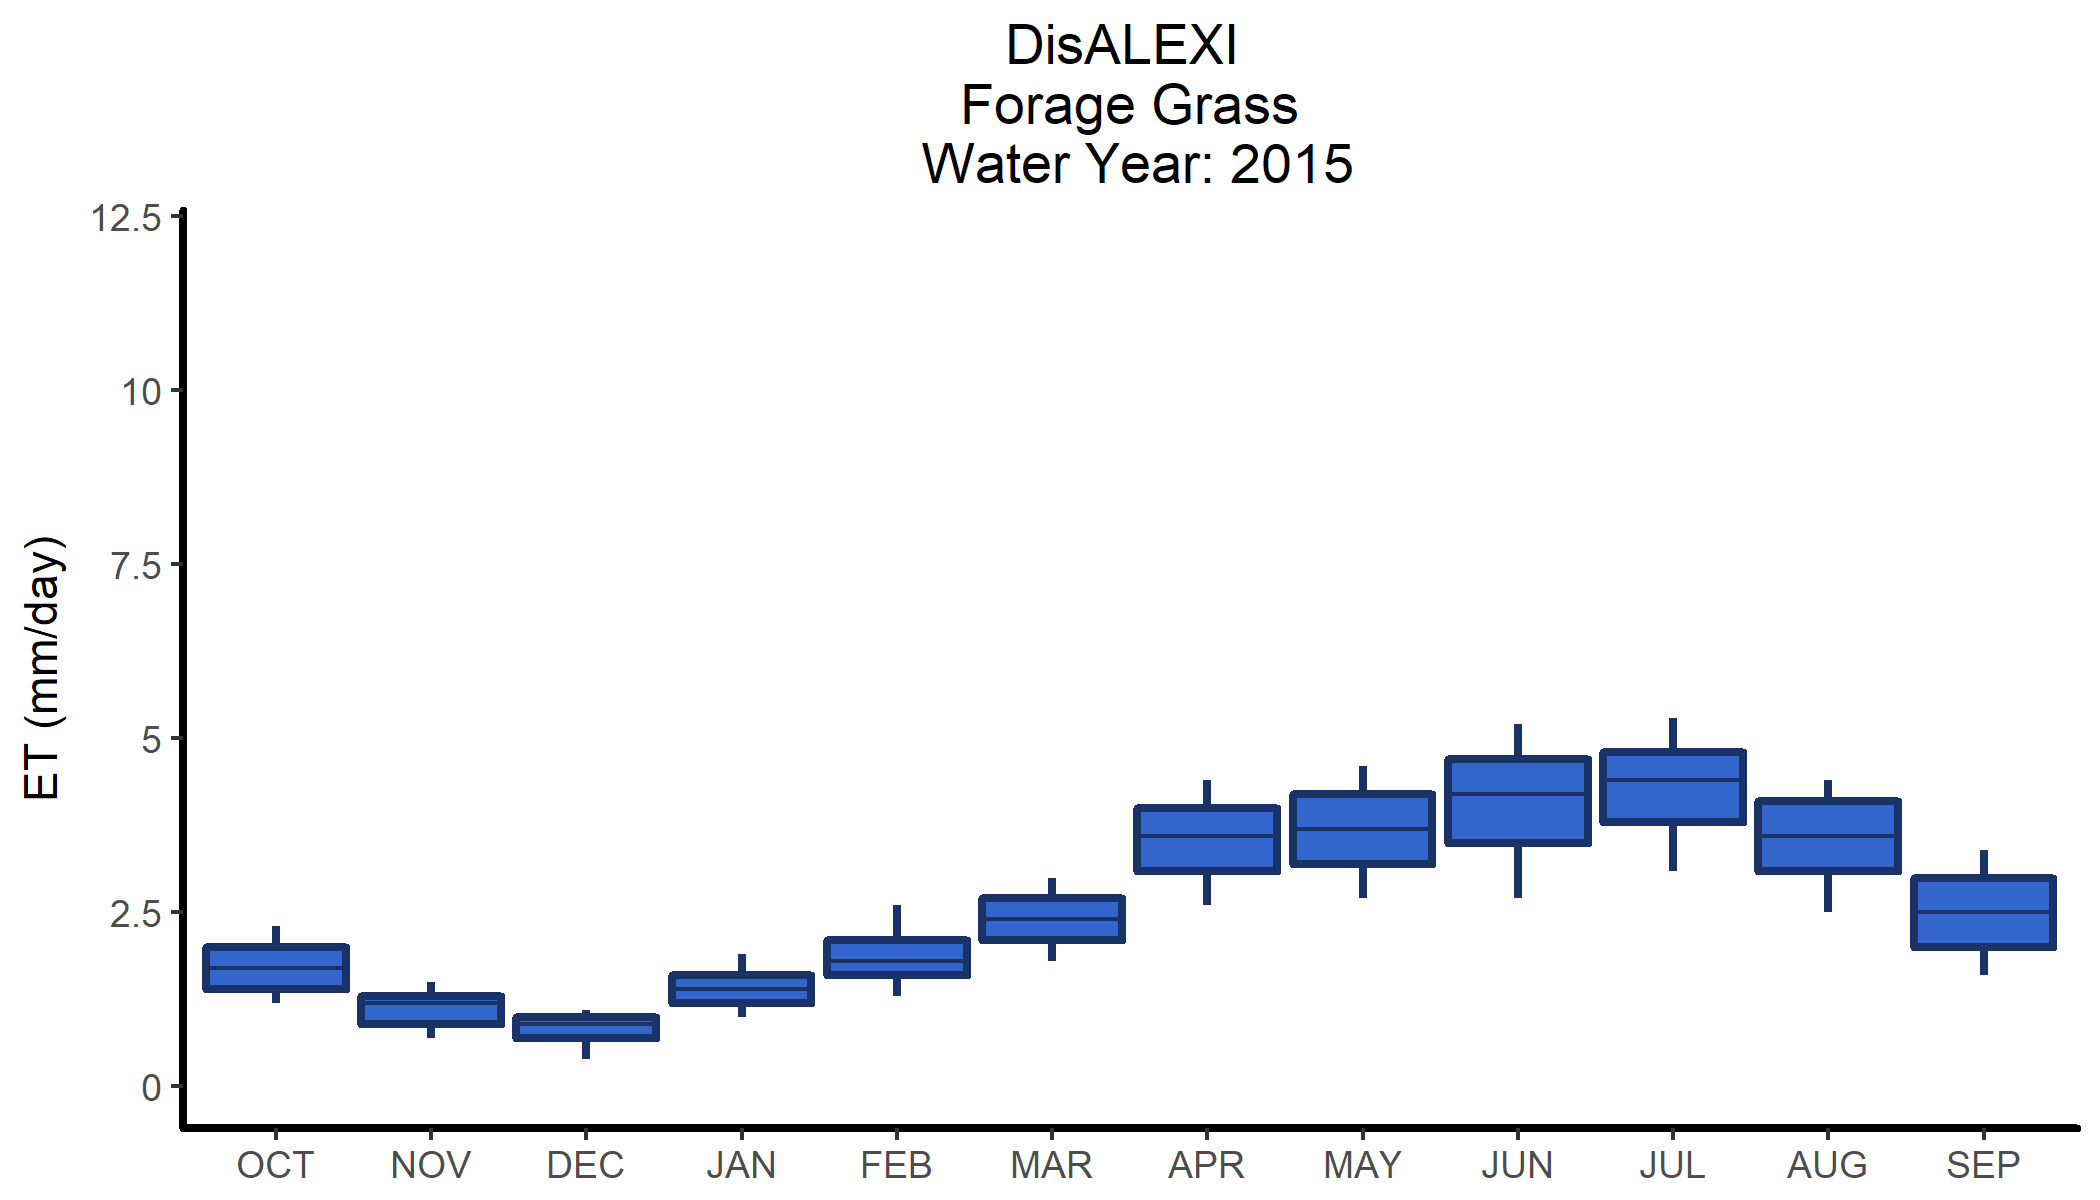 DisALEXI
Forage Grass
Water Year: 2015
12.5
10
7.5
5
2.5
0
ET (mm/day)
OCT NOV DEC JAN FEB MAR APR MAY JUN JUL AUG SEP